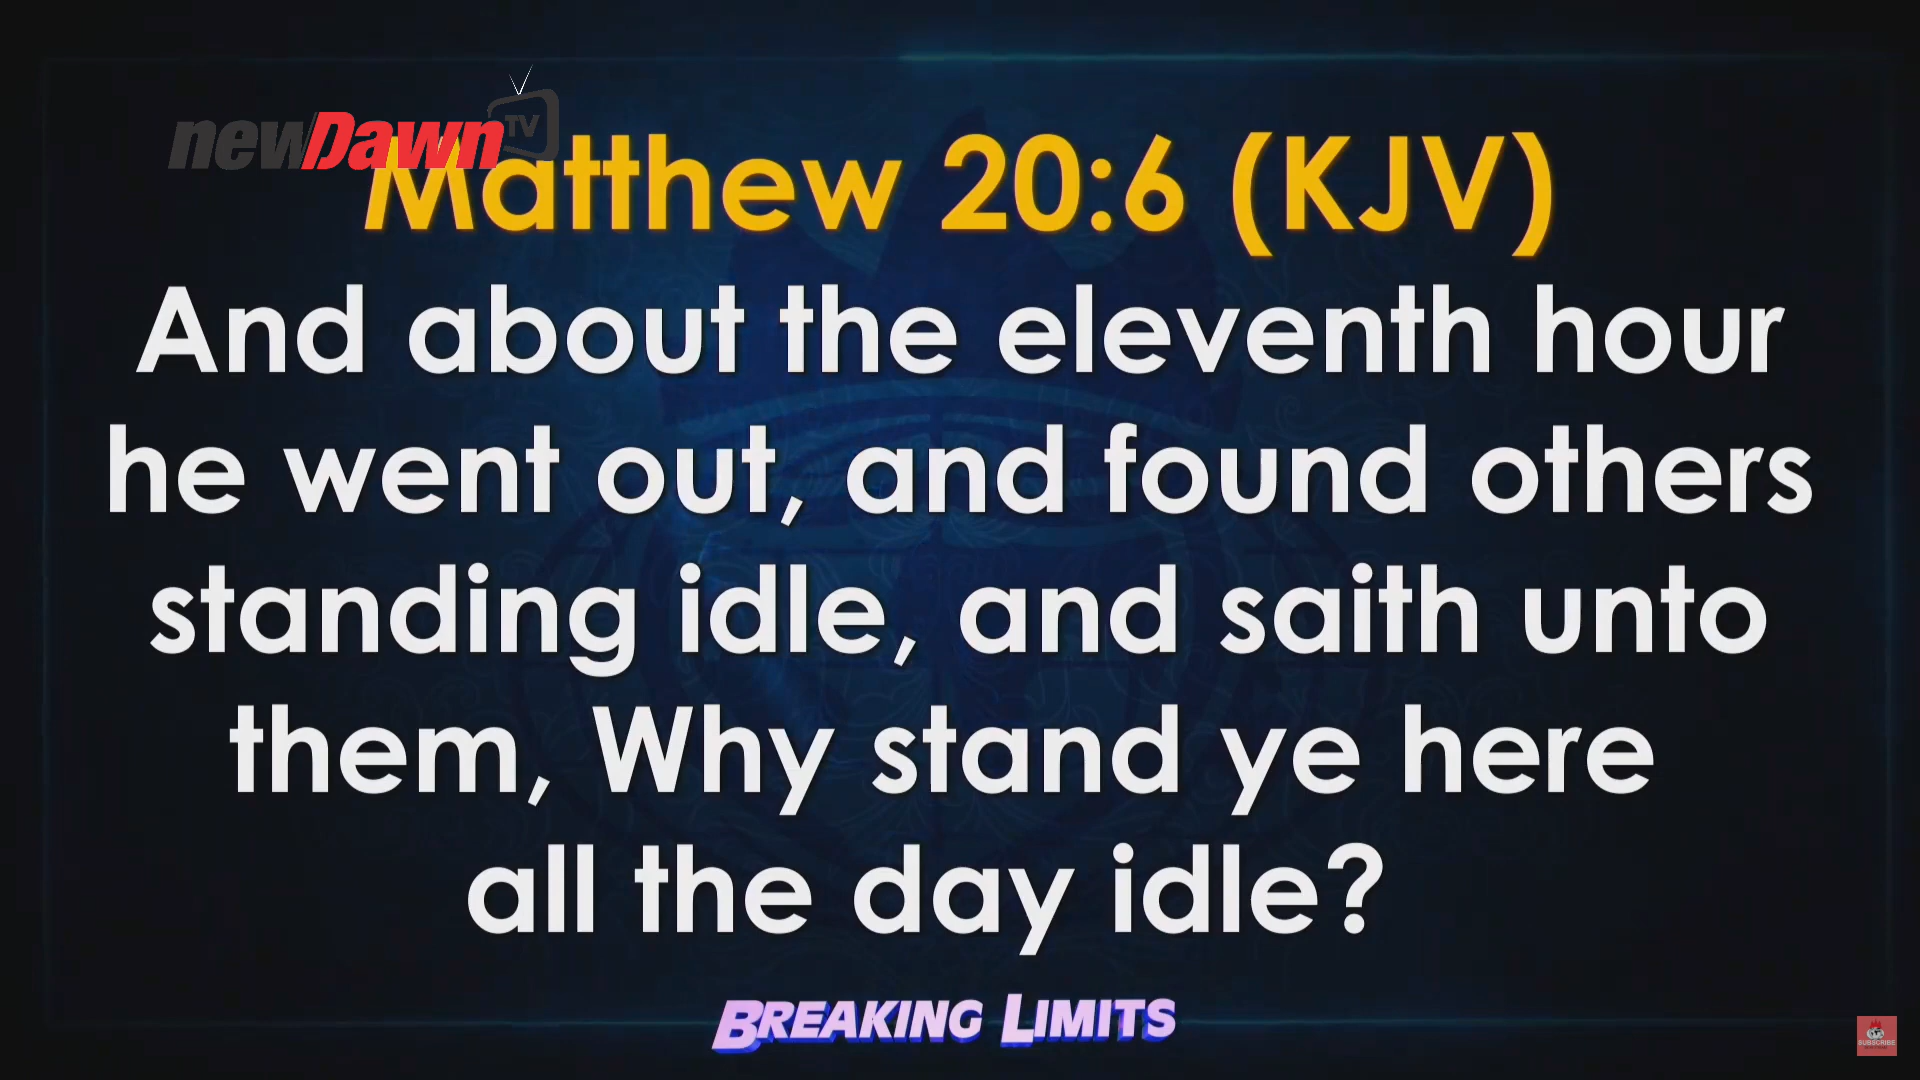 newDawn TV
Matthew 20:6 (KJV)
And about the eleventh hour
he went out, and found others
standing idle, and saith unto
them, Why stand ye here
all the day idle?
BREAKING LIMITS
SUBSCRIBE